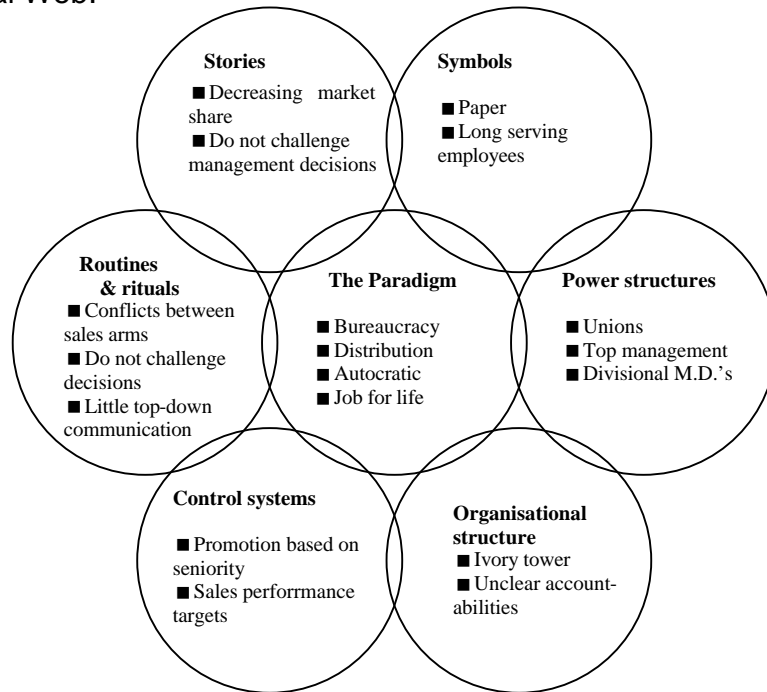 al Web.
Stories
■ Decreasing market
share
■ Do not challenge
management decisions
Symbols
■ Paper
■ Long serving
employees
Routines
& rituals
■ Conflicts between
sales arms
■ Do not challenge
decisions
■ Little top-down
communication
The Paradigm
■ Bureaucracy
■ Distribution
■ Autocratic
■ Job for life
Power structures
■ Unions
■ Top management
■ Divisional M.D.'s
Control systems
■ Promotion based on
seniority
■ Sales perforrmance
targets
Organisational
structure
■ Ivory tower
■ Unclear account-
abilities